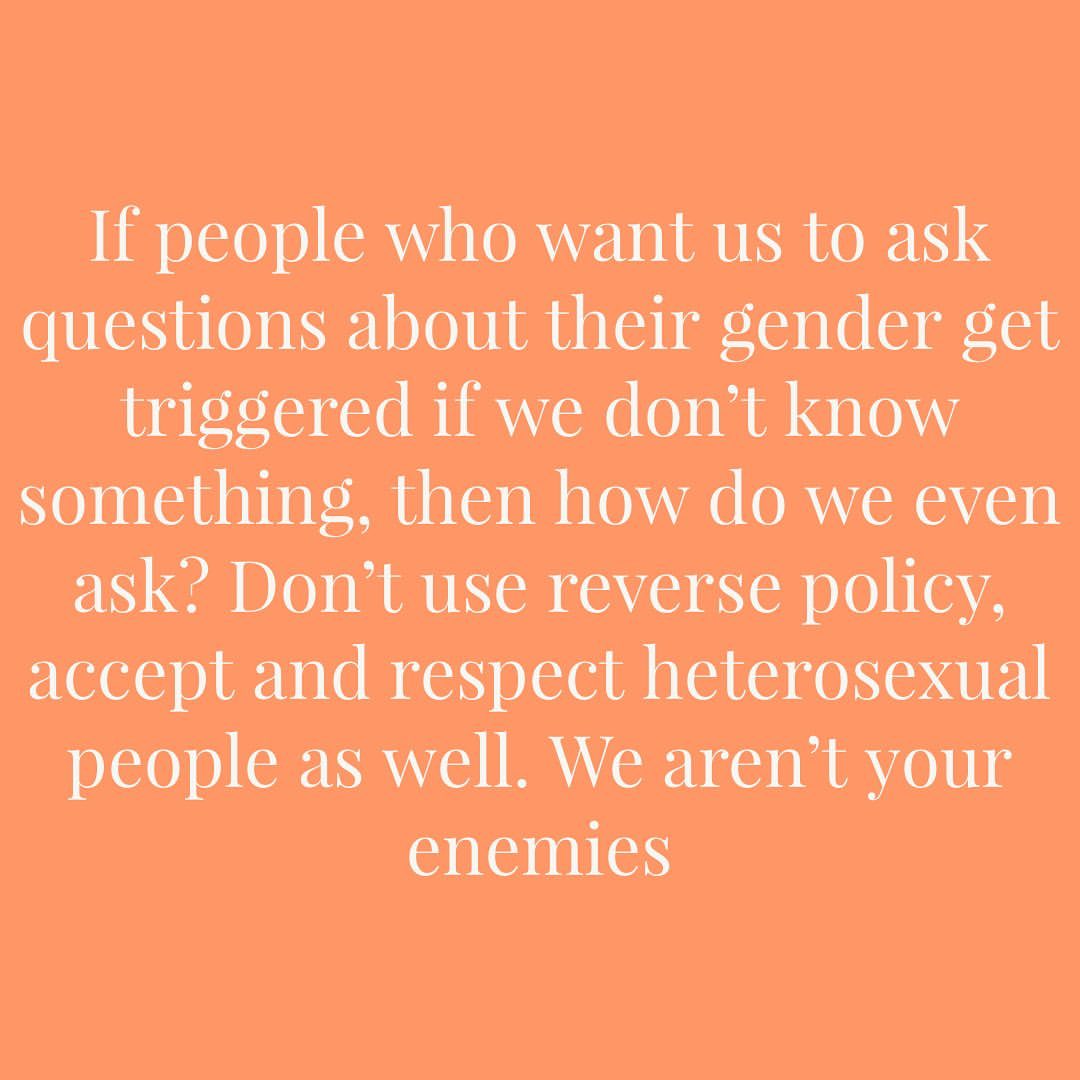 If people who want us to ask
questions about their gender get
triggered if we don’t know
something, then how do we even
ask? Don’t use reverse policy,
accept and respect heterosexual
people as well. We aren’t your
enemies